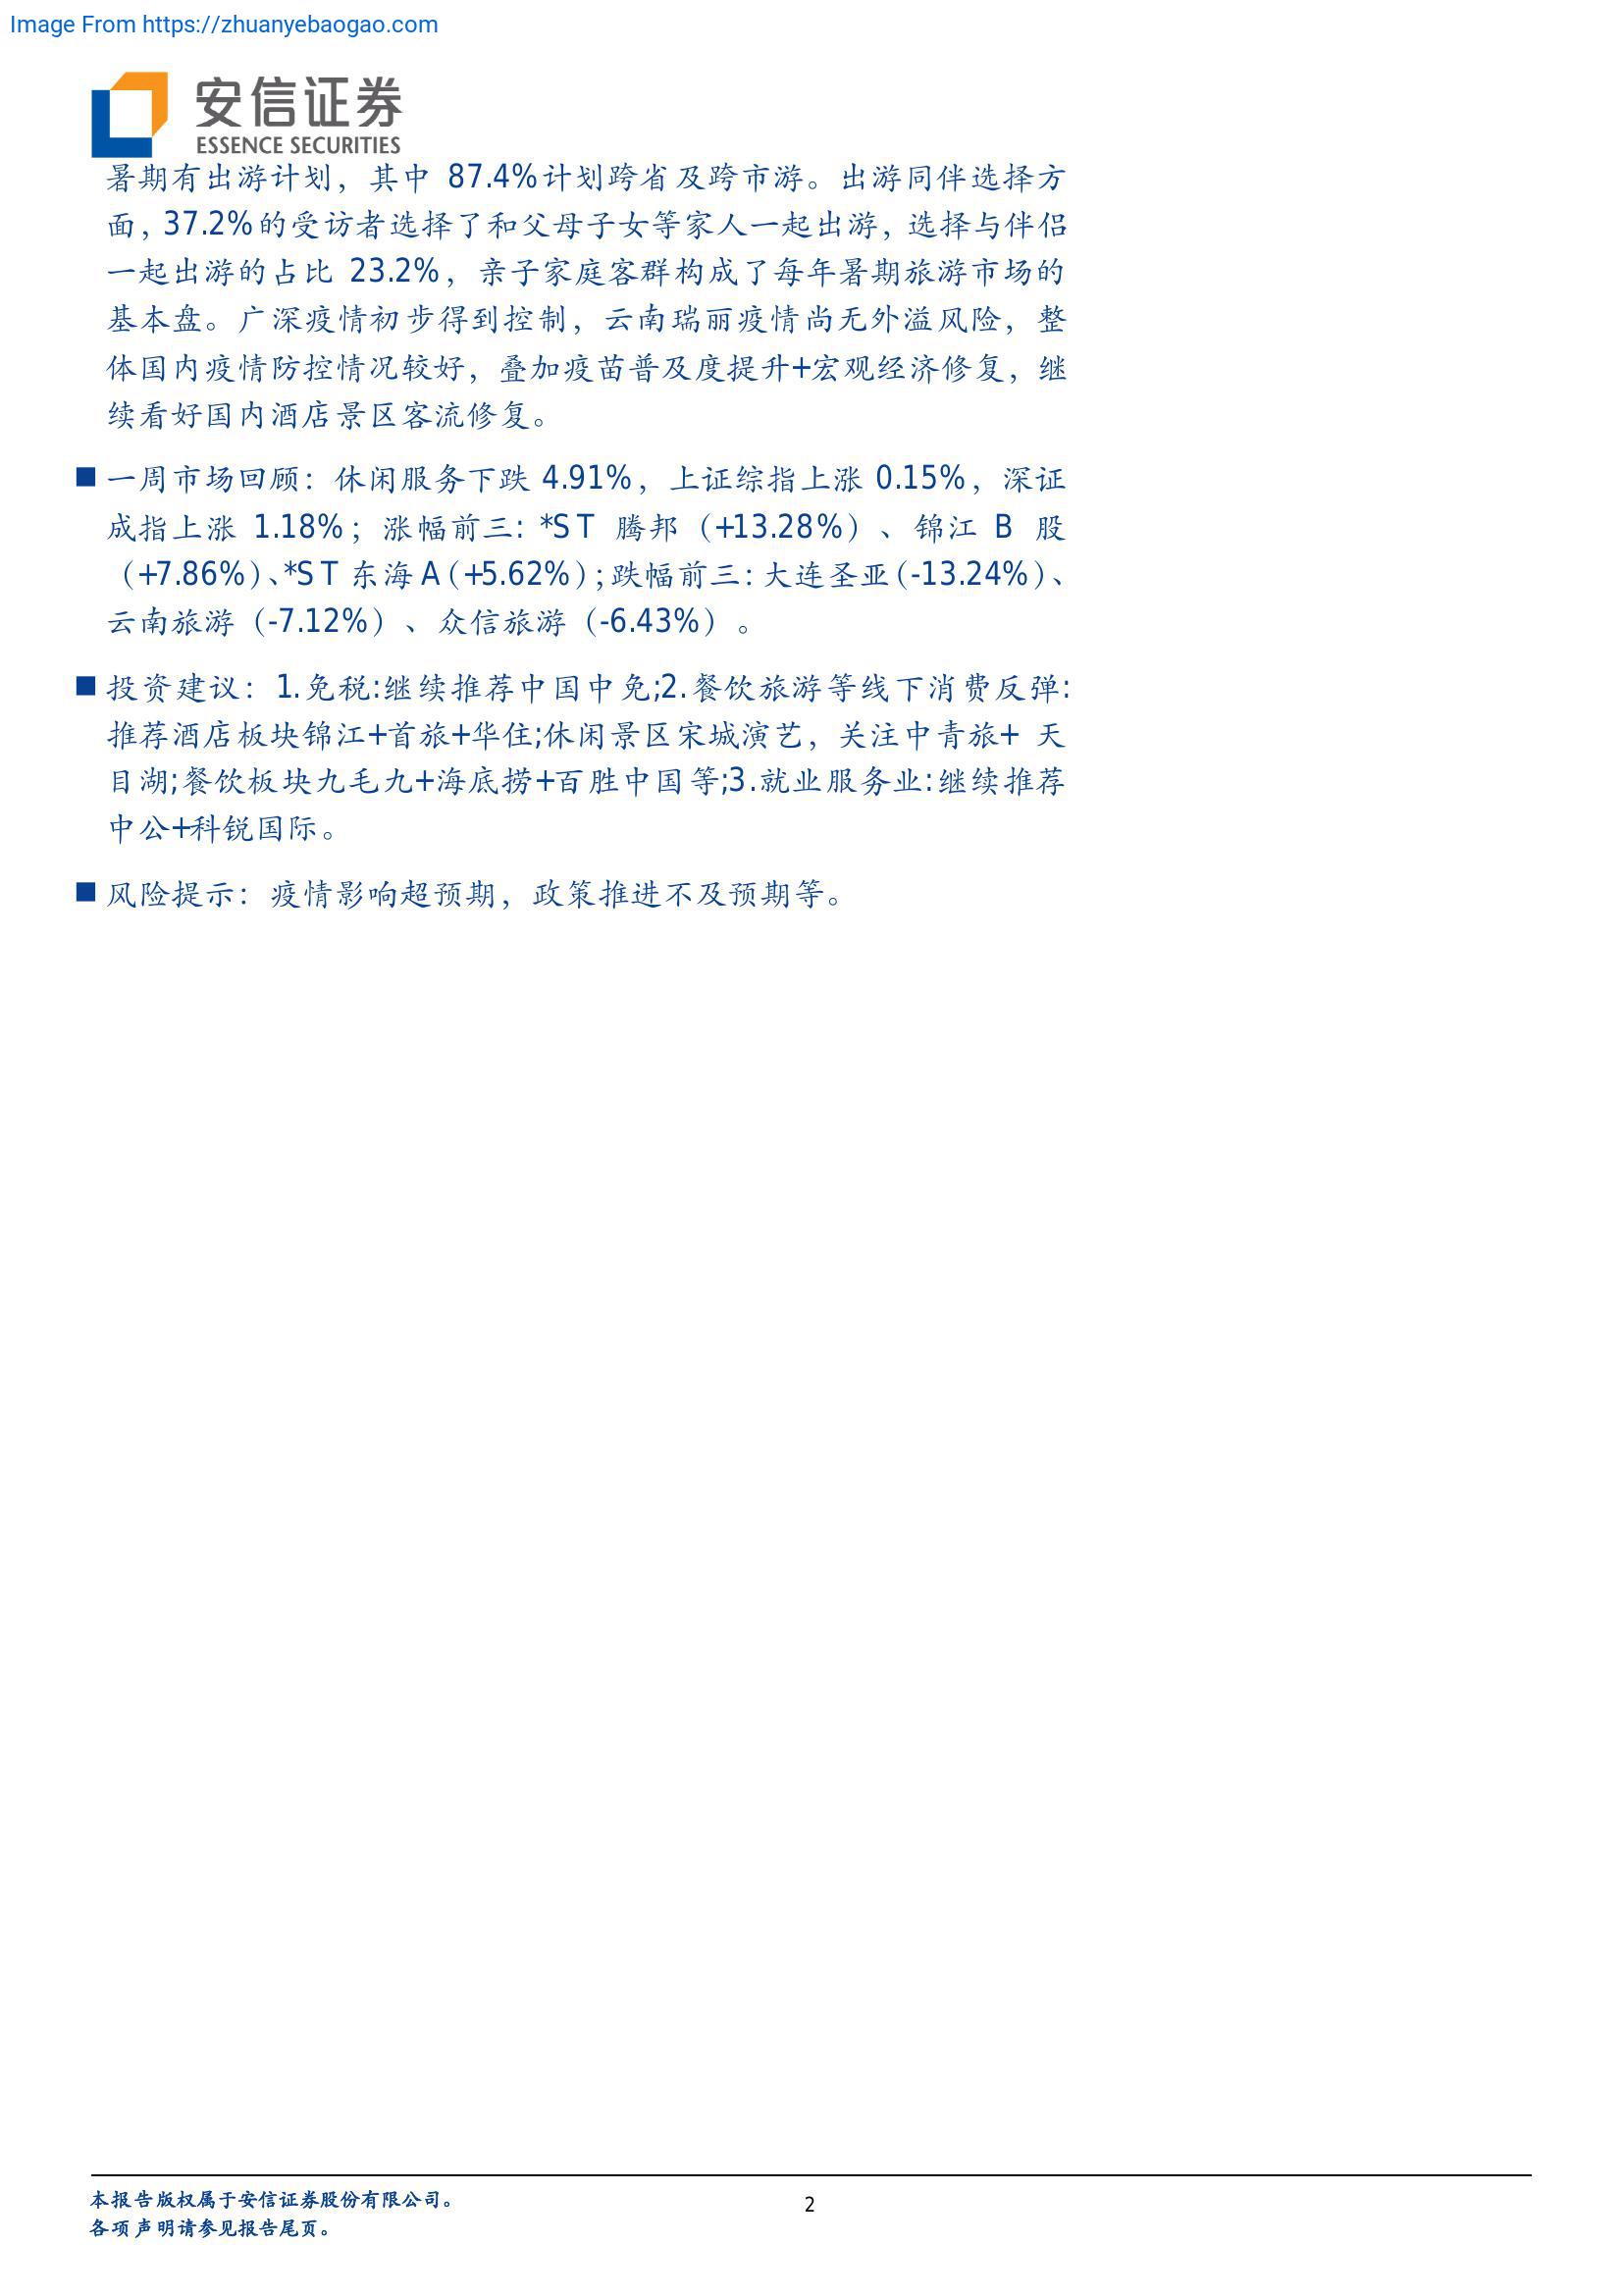 Image From https://zhuanyebaogao.com
安信证券
ESSENCE SECURITIES
暑期有出游计划，其中 87.4%计划跨省及跨市游。出游同伴选择方
面，37.2%的受访者选择了和父母子女等家人一起出游，选择与伴侣
一起出游的占比 23.2%，亲子家庭客群构成了每年暑期旅游市场的
基本盘。广深疫情初步得到控制，云南瑞丽疫情尚无外溢风险，整
体国内疫情防控情况较好，叠加疫苗普及度提升+宏观经济修复，继
续看好国内酒店景区客流修复。
■ 一周市场回顾：休闲服务下跌 4.91%，上证综指上涨 0.15%，深证
成指上涨 1.18%；涨幅前三：*ST 腾邦（+13.28%）、锦江 B 股
（+7.86%）、*ST 东海 A（+5.62%）；跌幅前三：大连圣亚（-13.24%）、
云南旅游（-7.12%）、众信旅游（-6.43%）。
■ 投资建议：1.免税:继续推荐中国中免;2.餐饮旅游等线下消费反弹:
推荐酒店板块锦江+首旅+华住;休闲景区宋城演艺，关注中青旅+ 天
目湖;餐饮板块九毛九+海底捞+百胜中国等;3.就业服务业:继续推荐
中公+科锐国际。
■ 风险提示：疫情影响超预期，政策推进不及预期等。
本报告版权属于安信证券股份有限公司。
2
各项声明请参见报告尾页。